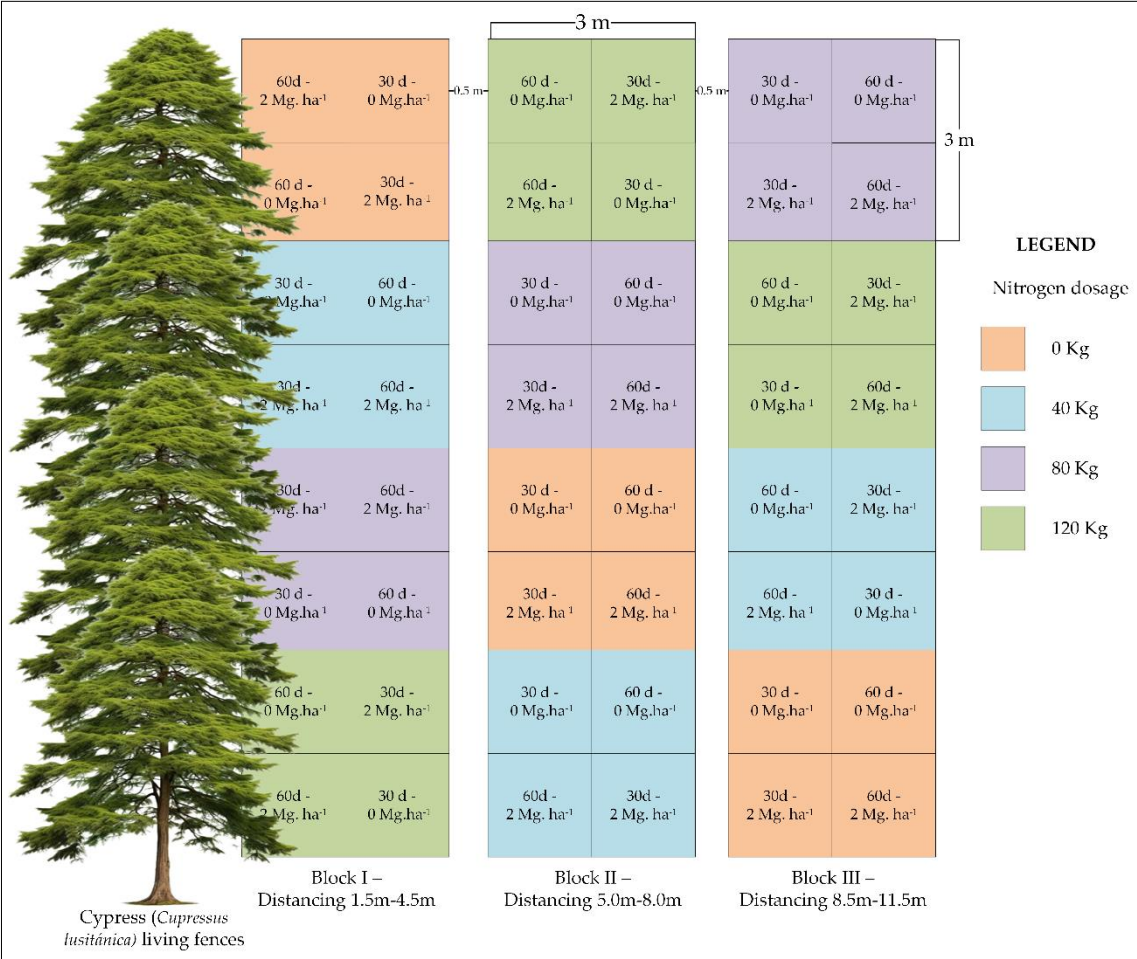 3 m
60d -
2 Mg. ha⁻¹
30 d -
0 Mg.ha⁻¹
0.5 m
60 d -
0 Mg.ha⁻¹
30d -
2 Mg. ha⁻¹
0.5 m
30 d -
0 Mg.ha⁻¹
60 d -
0 Mg.ha⁻¹
3 m
60 d -
0 Mg.ha⁻¹
30d -
2 Mg. ha⁻¹
60d -
2 Mg. ha⁻¹
30 d -
0 Mg.ha⁻¹
30d -
2 Mg. ha⁻¹
60d -
2 Mg. ha⁻¹
30 d -
Mg.ha⁻¹
60 d -
0 Mg.ha⁻¹
30 d -
0 Mg.ha⁻¹
60 d -
0 Mg.ha⁻¹
60 d -
0 Mg.ha⁻¹
30d -
2 Mg. ha⁻¹
30d -
2 Mg. ha⁻¹
60d -
2 Mg. ha⁻¹
30d -
2 Mg. ha⁻¹
60d -
2 Mg. ha⁻¹
30 d -
0 Mg.ha⁻¹
60d -
2 Mg. ha⁻¹
30d -
Mg. ha⁻¹
60d -
2 Mg. ha⁻¹
30 d -
0 Mg.ha⁻¹
60 d -
0 Mg.ha⁻¹
60 d -
0 Mg.ha⁻¹
30d -
2 Mg. ha⁻¹
30 d -
0 Mg.ha⁻¹
60 d -
0 Mg.ha⁻¹
30d -
2 Mg. ha⁻¹
60d -
2 Mg. ha⁻¹
60d -
2 Mg. ha⁻¹
30 d -
0 Mg.ha⁻¹
60 d -
0 Mg.ha⁻¹
30d -
2 Mg. ha⁻¹
30 d -
0 Mg.ha⁻¹
60 d -
0 Mg.ha⁻¹
30 d -
0 Mg.ha⁻¹
60 d -
0 Mg.ha⁻¹
60d -
2 Mg. ha⁻¹
30 d -
0 Mg.ha⁻¹
60d -
2 Mg. ha⁻¹
30d -
2 Mg. ha⁻¹
30d -
2 Mg. ha⁻¹
60d -
2 Mg. ha⁻¹
Block I –
Distancing 1.5m-4.5m
Block II –
Distancing 5.0m-8.0m
Block III –
Distancing 8.5m-11.5m
Cypress (Cupressus
lusitánica) living fences
LEGEND
Nitrogen dosage
0 Kg
40 Kg
80 Kg
120 Kg